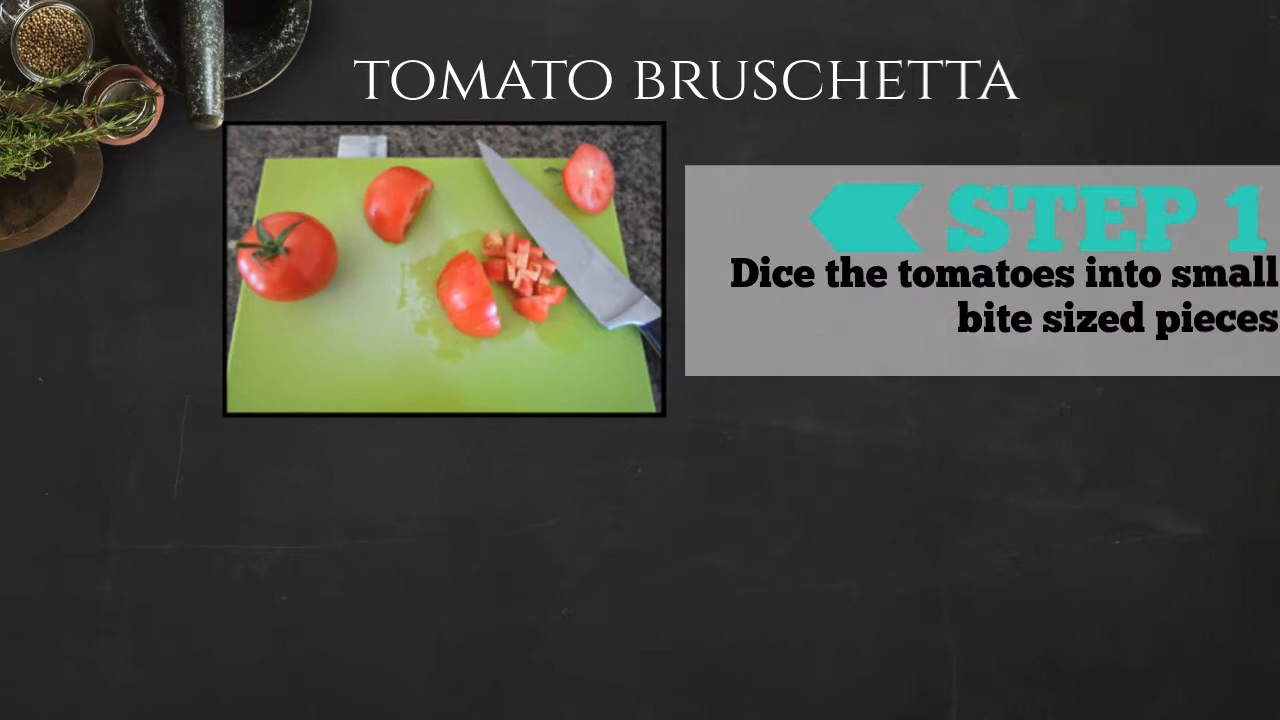 TOMATO BRUSCHETTA
STEP 1
Dice the tomatoes into small
bite sized pieces